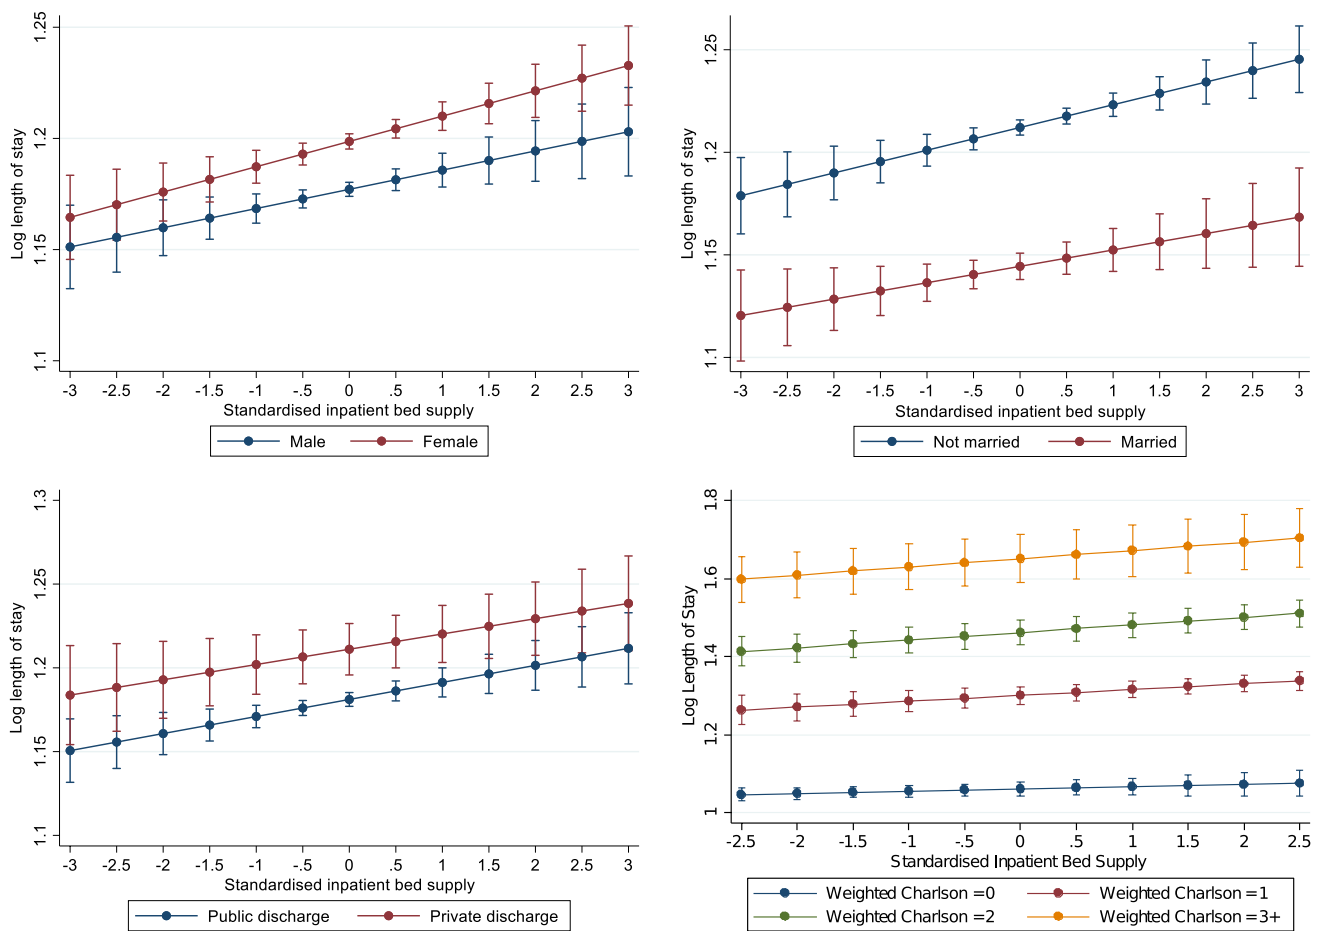 Log length of stay
1.25
1.2
1.15
1.1
-3 -2.5 -2 -1.5 -1 -.5 0 .5 1 1.5 2 2.5 3
Standardised inpatient bed supply
Male Female
Log length of stay
1.25
1.2
1.15
1.1
-3 -2.5 -2 -1.5 -1 -.5 0 .5 1 1.5 2 2.5 3
Standardised inpatient bed supply
Not married Married
Log length of stay
1.3
1.25
1.2
1.15
1.1
-3 -2.5 -2 -1.5 -1 -.5 0 .5 1 1.5 2 2.5 3
Standardised inpatient bed supply
Public discharge Private discharge
Log Length of Stay
1.8
1.6
1.4
1.2
1
-2.5 -2 -1.5 -1 -.5 0 .5 1 1.5 2 2.5
Standardised Inpatient Bed Supply
Weighted Charlson =0 Weighted Charlson =1
Weighted Charlson =2 Weighted Charlson =3+